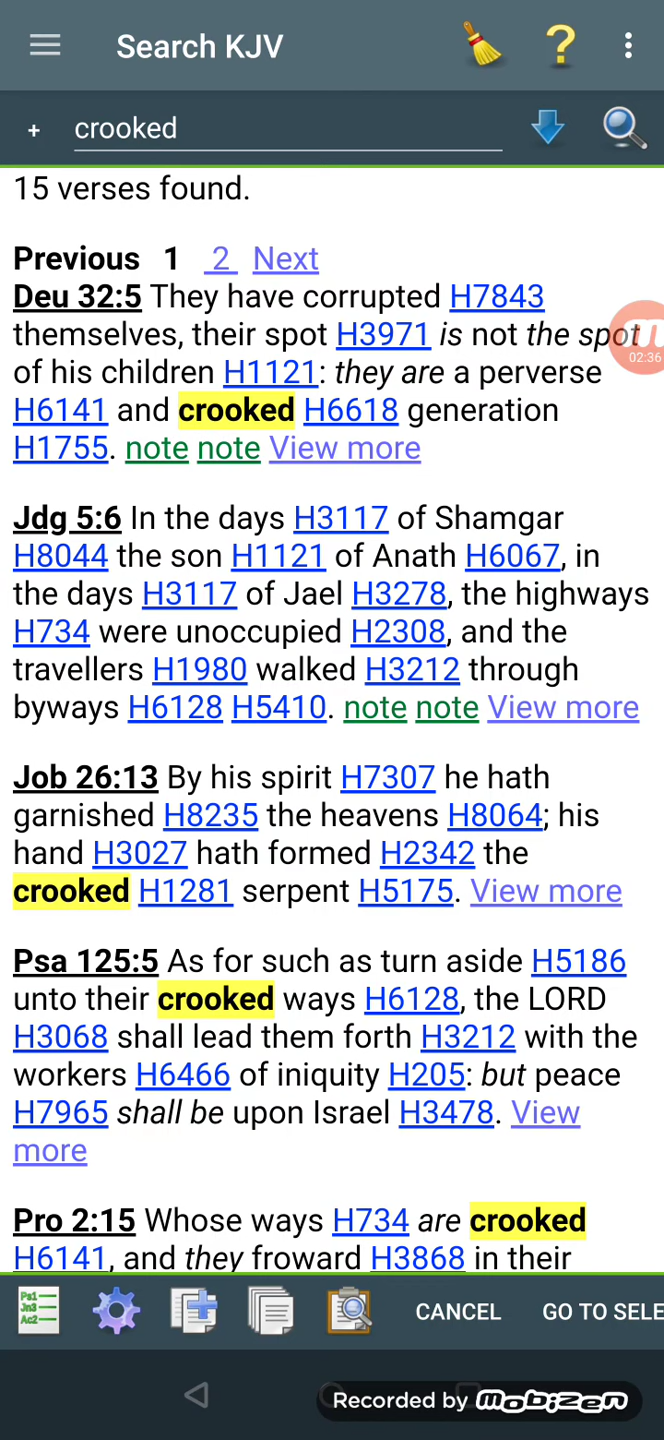 Search KJV
?
+ crooked
15 verses found.
Previous 1 2 Next
Deu 32:5 They have corrupted H7843
themselves, their spot H3971 is not the spot
02:36
of his children H1121: they are a perverse
H6141 and crooked H6618 generation
H1755. note note View more
Jdg 5:6 In the days H3117 of Shamgar
H8044 the son H1121 of Anath H6067, in
the days H3117 of Jael H3278, the highways
H734 were unoccupied H2308, and the
travellers H1980 walked H3212 through
byways H6128 H5410. note note View more
Job 26:13 By his spirit H7307 he hath
garnished H8235 the heavens H8064; his
hand H3027 hath formed H2342 the
crooked H1281 serpent H5175. View more
Psa 125:5 As for such as turn aside H5186
unto their crooked ways H6128, the LORD
H3068 shall lead them forth H3212 with the
workers H6466 of iniquity H205: but peace
H7965 shall be upon Israel H3478. View
more
Pro 2:15 Whose ways H734 are crooked
H6141, and they froward H3868 in their
Ps1
Jn3
Ac2
CANCEL GO TO SELE
Recorded by mobizen